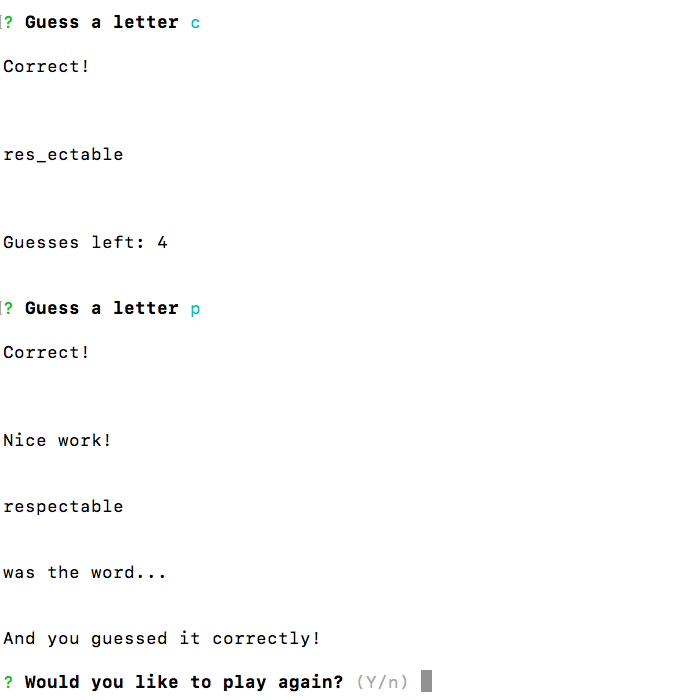 ? Guess a letter c
Correct!
res_ectable
Guesses left: 4
? Guess a letter p
Correct!
Nice work!
respectable
was the word...
And you guessed it correctly!
? Would you like to play again? (Y/n)